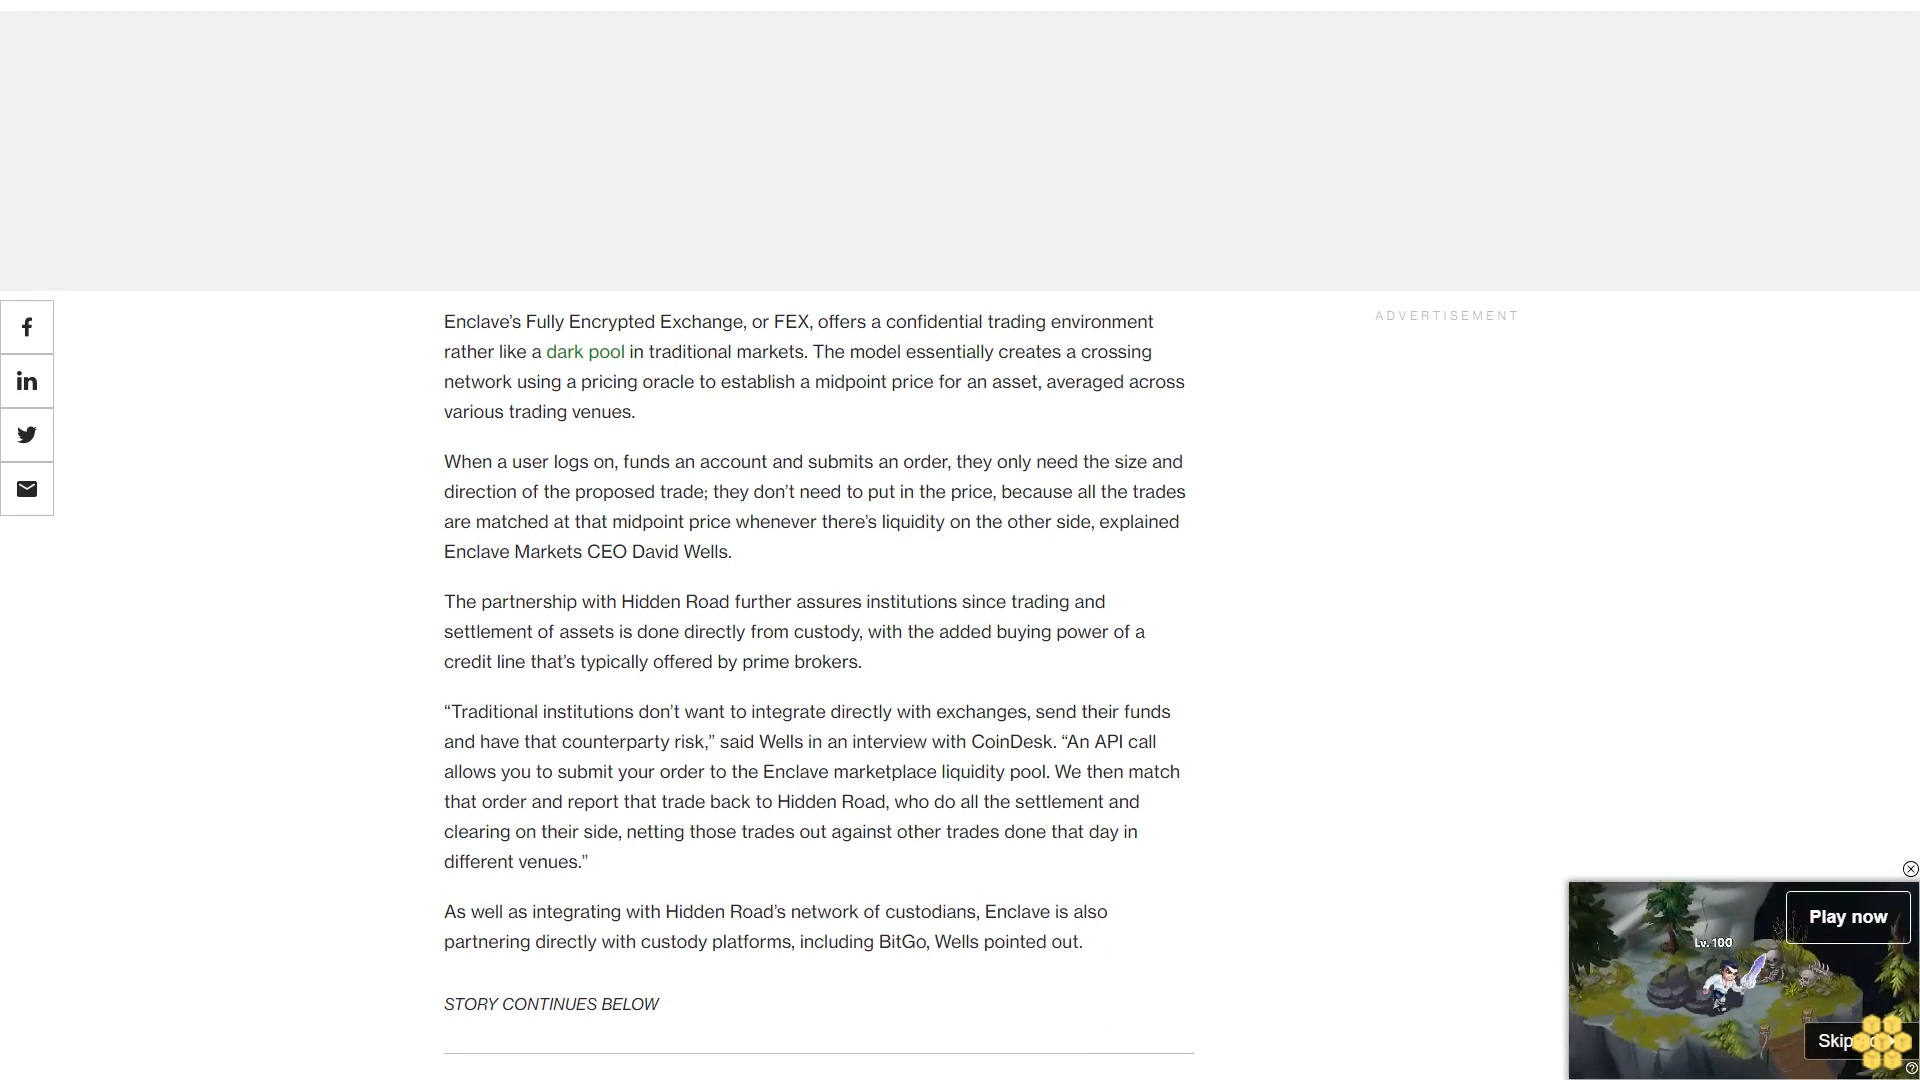 Enclave’s Fully Encrypted Exchange, or FEX, offers a confidential trading environment
rather like a dark pool in traditional markets. The model essentially creates a crossing
network using a pricing oracle to establish a midpoint price for an asset, averaged across
various trading venues.
When a user logs on, funds an account and submits an order, they only need the size and
direction of the proposed trade; they don’t need to put in the price, because all the trades
are matched at that midpoint price whenever there’s liquidity on the other side, explained
Enclave Markets CEO David Wells.
The partnership with Hidden Road further assures institutions since trading and
settlement of assets is done directly from custody, with the added buying power of a
credit line that’s typically offered by prime brokers.
“Traditional institutions don’t want to integrate directly with exchanges, send their funds
and have that counterparty risk,” said Wells in an interview with CoinDesk. “An API call
allows you to submit your order to the Enclave marketplace liquidity pool. We then match
that order and report that trade back to Hidden Road, who do all the settlement and
clearing on their side, netting those trades out against other trades done that day in
different venues.”
As well as integrating with Hidden Road’s network of custodians, Enclave is also
partnering directly with custody platforms, including BitGo, Wells pointed out.
STORY CONTINUES BELOW
ADVERTISEMENT
Play now
Lv.100
Skip